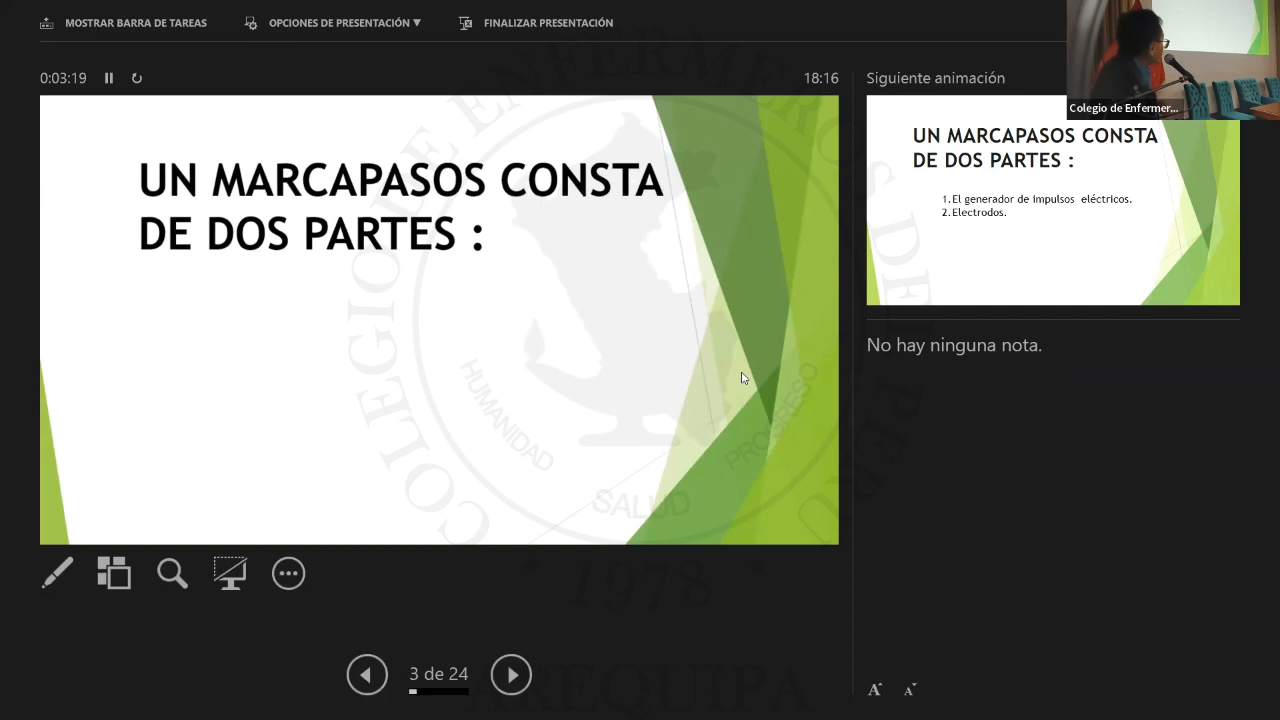 MOSTRAR BARRA DE TAREAS
OPCIONES DE PRESENTACIÓN ▼
FINALIZAR PRESENTACIÓN
0:03:19
18:16
Siguiente animación
Colegio de Enfermer...
UN MARCAPASOS CONSTA
DE DOS PARTES :
UN MARCAPASOS CONSTA
DE DOS PARTES :
1. El generador de impulsos eléctricos.
2. Electrodos.
No hay ninguna nota.
COLEGIO DE ENFERMEROS DEL PERU
HUMANIDAD
SALUD
PROGRESO
1978
AREQUIPA
3 de 24
A
A